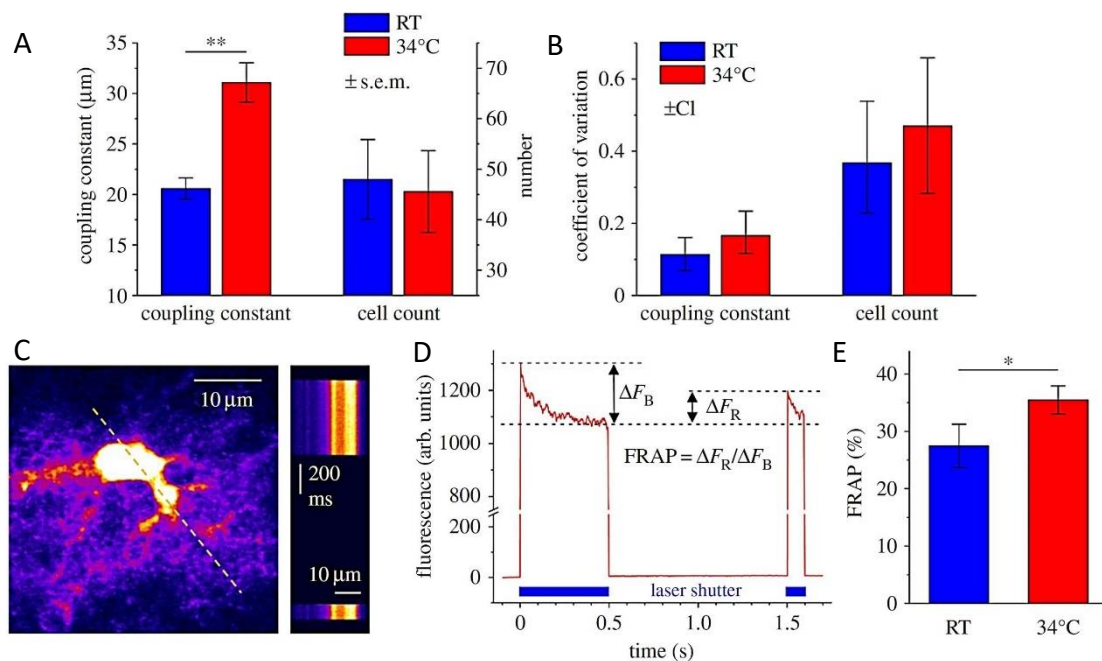 A
RT
34°C
**
± s.e.m.
coupling constant (µm)
35
30
25
20
15
10
70
60
50
40
30
number
coupling constant
cell count
B
RT
34°C
±Cl
coefficient of variation
0.6
0.4
0.2
0
coupling constant
cell count
C
10 µm
200
ms
10 µm
D
fluorescence (arb. units)
1200
1100
1000
200
0
ΔF_B
ΔF_R
FRAP = ΔF_R/ΔF_B
laser shutter
0
0.5
1.0
1.5
time (s)
E
*
FRAP (%)
40
30
20
10
0
RT
34°C